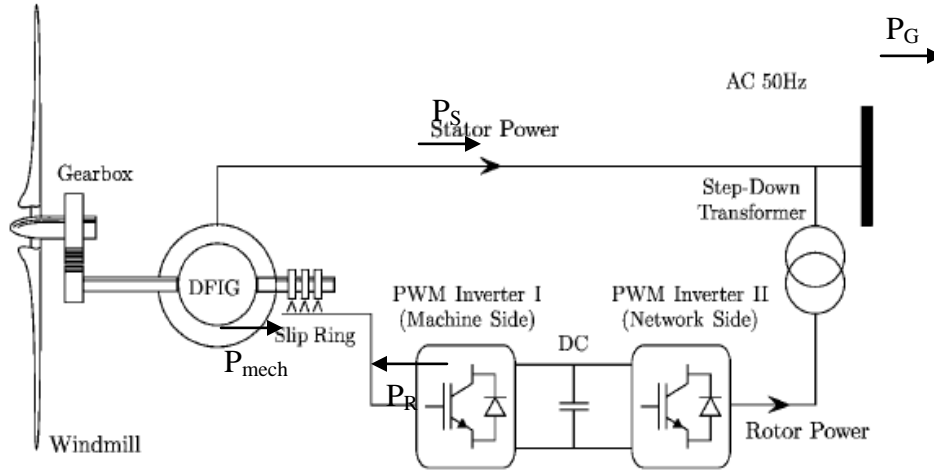 P_G
AC 50Hz
P_S
Stator Power
Gearbox
Step-Down
Transformer
DFIG
PWM Inverter I
(Machine Side)
PWM Inverter II
(Network Side)
Slip Ring
DC
P_mech
P_R
Rotor Power
Windmill